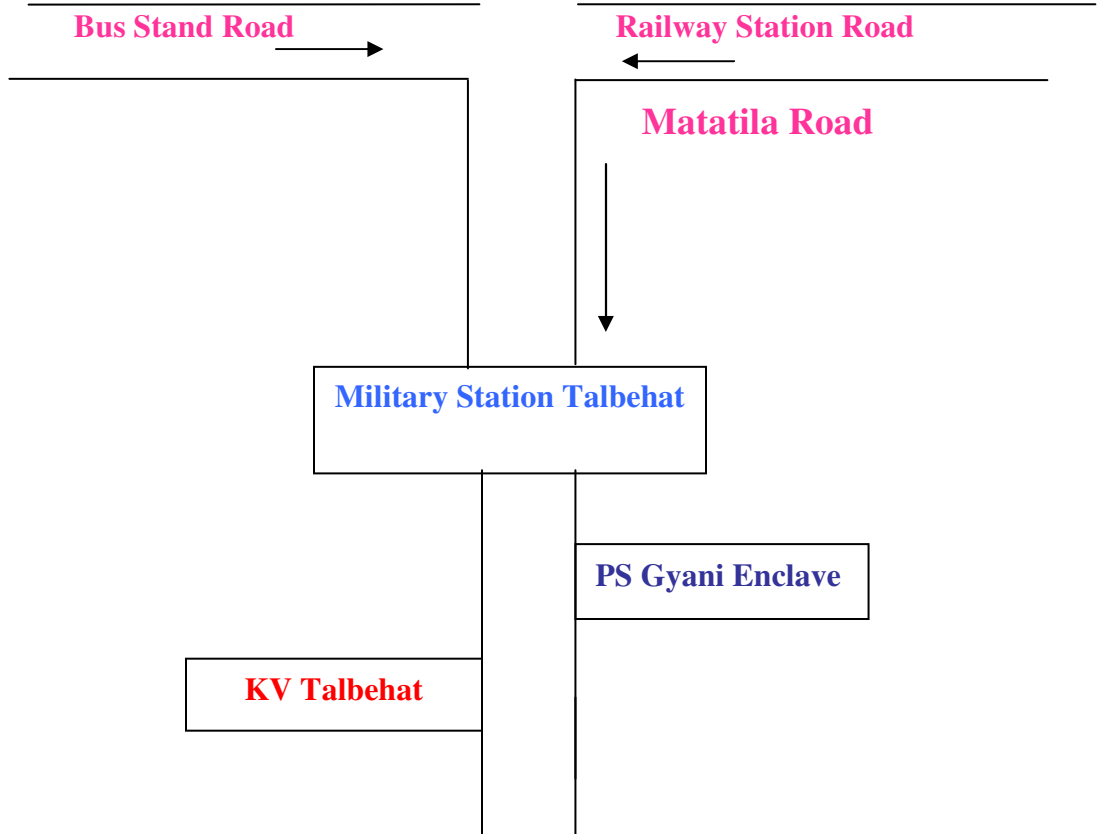 Bus Stand Road
Railway Station Road
Matatila Road
Military Station Talbehat
PS Gyani Enclave
KV Talbehat